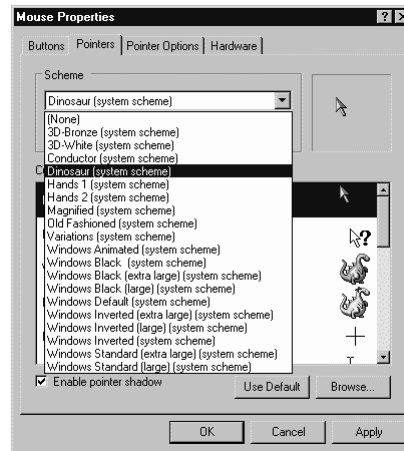 Mouse Properties
Buttons Pointers Pointer Options Hardware
Scheme
Dinosaur (system scheme)
(None)
3D-Bronze (system scheme)
3D-White (system scheme)
Conductor (system scheme)
Dinosaur (system scheme)
Hands 1 (system scheme)
Hands 2 (system scheme)
Magnified (system scheme)
Old Fashioned (system scheme)
Variations (system scheme)
Windows Animated (system scheme)
Windows Black (system scheme)
Windows Black (extra large) (system scheme)
Windows Black (large) (system scheme)
Windows Default (system scheme)
Windows Inverted (extra large) (system scheme)
Windows Inverted (large) (system scheme)
Windows Inverted (system scheme)
Windows Standard (extra large) (system scheme)
Windows Standard (large) (system scheme)
Enable pointer shadow
Use Default Browse...
OK Cancel Apply